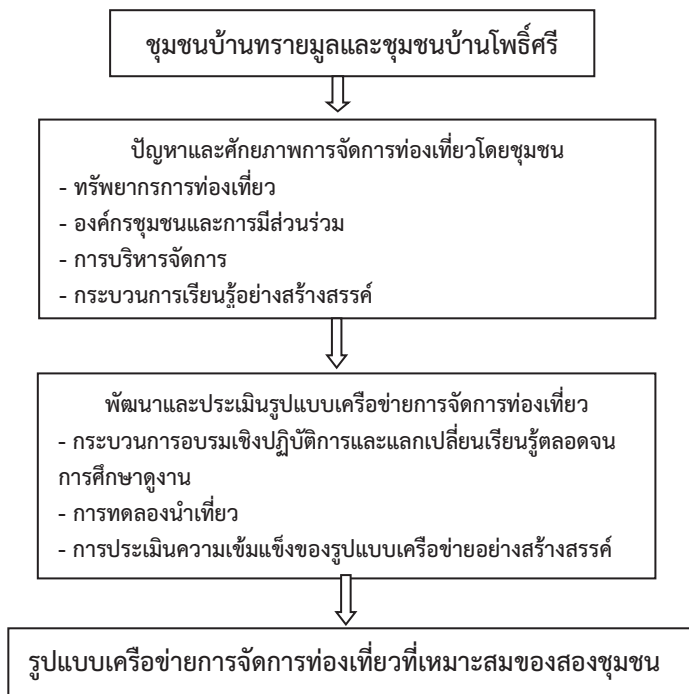 ชุมชนบ้านทรายมูลและชุมชนบ้านโพธิ์ศรี
ปัญหาและศักยภาพการจัดการท่องเที่ยวโดยชุมชน
- ทรัพยากรการท่องเที่ยว
- องค์กรชุมชนและการมีส่วนร่วม
- การบริหารจัดการ
- กระบวนการเรียนรู้อย่างสร้างสรรค์
พัฒนาและประเมินรูปแบบเครือข่ายการจัดการท่องเที่ยว
- กระบวนการอบรมเชิงปฏิบัติการและแลกเปลี่ยนเรียนรู้ตลอดจน
การศึกษาดูงาน
- การทดลองนำเที่ยว
- การประเมินความเข้มแข็งของรูปแบบเครือข่ายอย่างสร้างสรรค์
รูปแบบเครือข่ายการจัดการท่องเที่ยวที่เหมาะสมของสองชุมชน